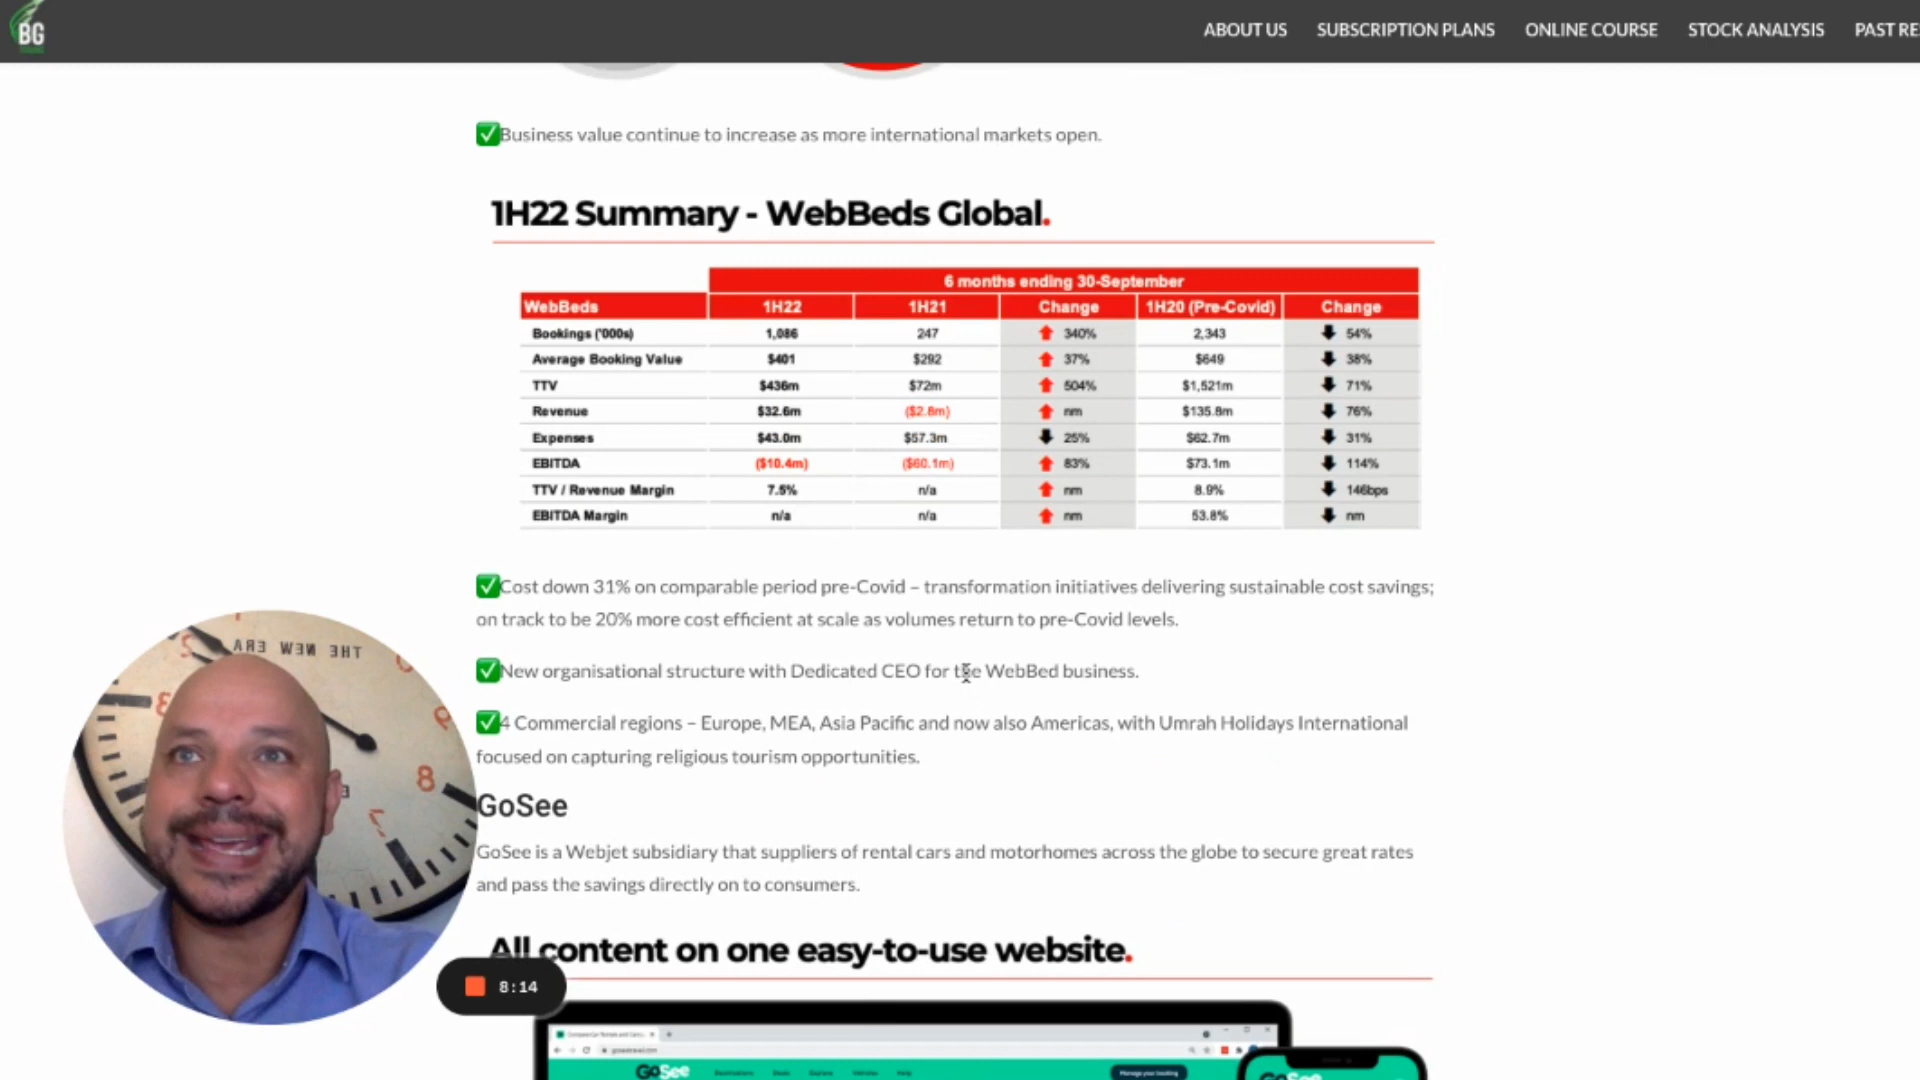 BG
ABOUT US SUBSCRIPTION PLANS ONLINE COURSE STOCK ANALYSIS PAST RE
Business value continue to increase as more international markets open.
1H22 Summary - WebBeds Global.
6 months ending 30-September
WebBeds 1H22 1H21 Change 1H20 (Pre-Covid) Change
Bookings ('000s) 1,086 247 340% 2,343 54%
Average Booking Value $401 $292 37% $649 38%
TTV $436m $72m 504% $1,521m 71%
Revenue $32.6m ($2.8m) nm $135.8m 76%
Expenses $43.0m $57.3m 25% $62.7m 31%
EBITDA ($10.4m) ($60.1m) 83% $73.1m 114%
TTV / Revenue Margin 7.5% n/a nm 8.9% 146bps
EBITDA Margin n/a n/a nm 53.8% nm
Cost down 31% on comparable period pre-Covid – transformation initiatives delivering sustainable cost savings;
on track to be 20% more cost efficient at scale as volumes return to pre-Covid levels.
New organisational structure with Dedicated CEO for the WebBed business.
4 Commercial regions – Europe, MEA, Asia Pacific and now also Americas, with Umrah Holidays International
focused on capturing religious tourism opportunities.
THE NEW ERA
8
7
GoSee
GoSee is a Webjet subsidiary that suppliers of rental cars and motorhomes across the globe to secure great rates
and pass the savings directly on to consumers.
All content on one easy-to-use website.
8:14
GoSee
Manage your booking
GoSee